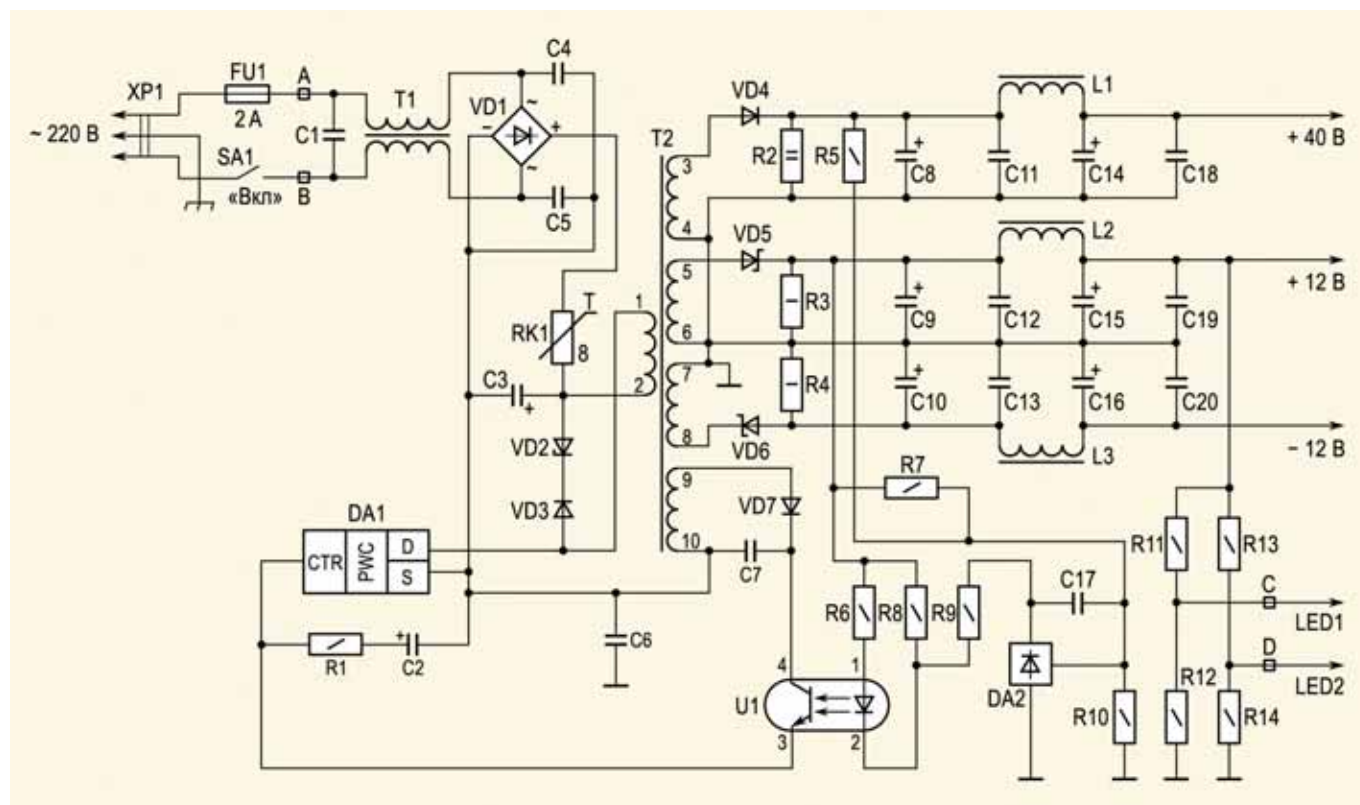 C4
FU1
A
XP1
T1
VD1
~
VD4
L1
2 A
C1
–
+
T2
+ 40 В
~ 220 В
SA1
3
R2
R5
+
C8
C11
+
C14
C18
~
«Вкл»
B
C5
4
VD5
L2
5
+ 12 В
T
1
R3
+
C9
C12
+
C15
C19
RK1
8
6
7
C3
+
2
R4
+
C10
C13
+
C16
C20
VD2
8
VD6
L3
– 12 В
R7
9
VD7
VD3
DA1
CTR
PWC
D
S
10
C7
R11
R13
C17
C
R6
R8
R9
LED1
+
R1
C2
C6
D
4
1
LED2
U1
DA2
R12
R10
R14
3
2